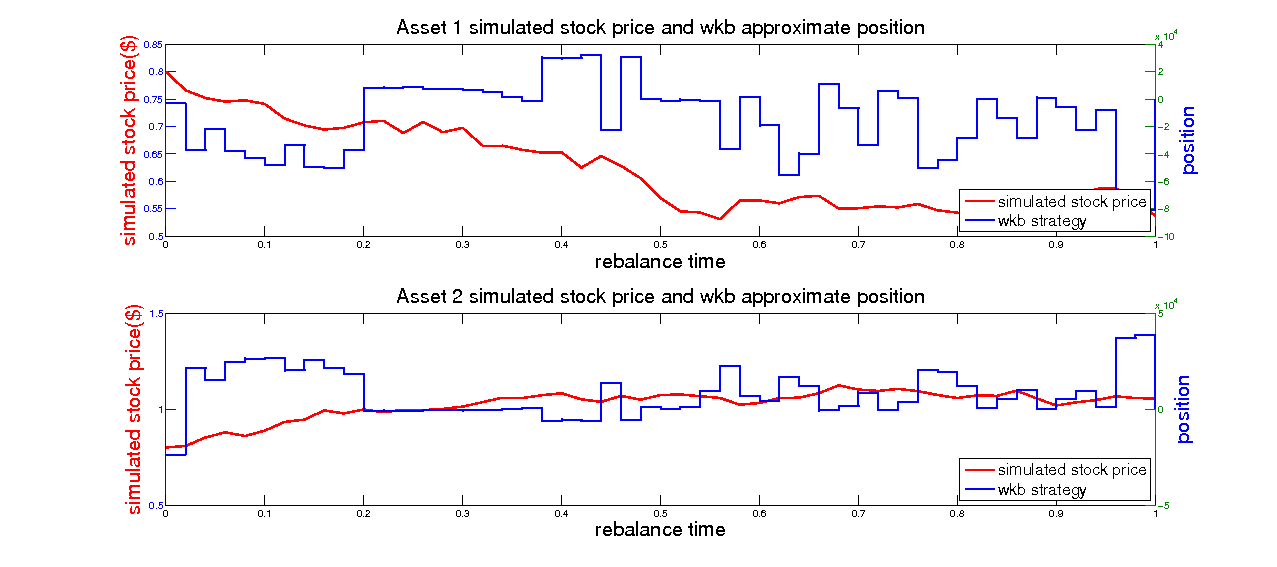 Asset 1 simulated stock price and wkb approximate position
x 10^4
simulated stock price($)
0.85
0.8
0.75
0.7
0.65
0.6
0.55
0.5
4
2
0
-2
-4
-6
-8
-10
position
simulated stock price
wkb strategy
0 0.1 0.2 0.3 0.4 0.5 0.6 0.7 0.8 0.9 1
rebalance time
Asset 2 simulated stock price and wkb approximate position
x 10^4
simulated stock price($)
1.5
1
0.5
5
0
-5
position
simulated stock price
wkb strategy
0 0.1 0.2 0.3 0.4 0.5 0.6 0.7 0.8 0.9 1
rebalance time